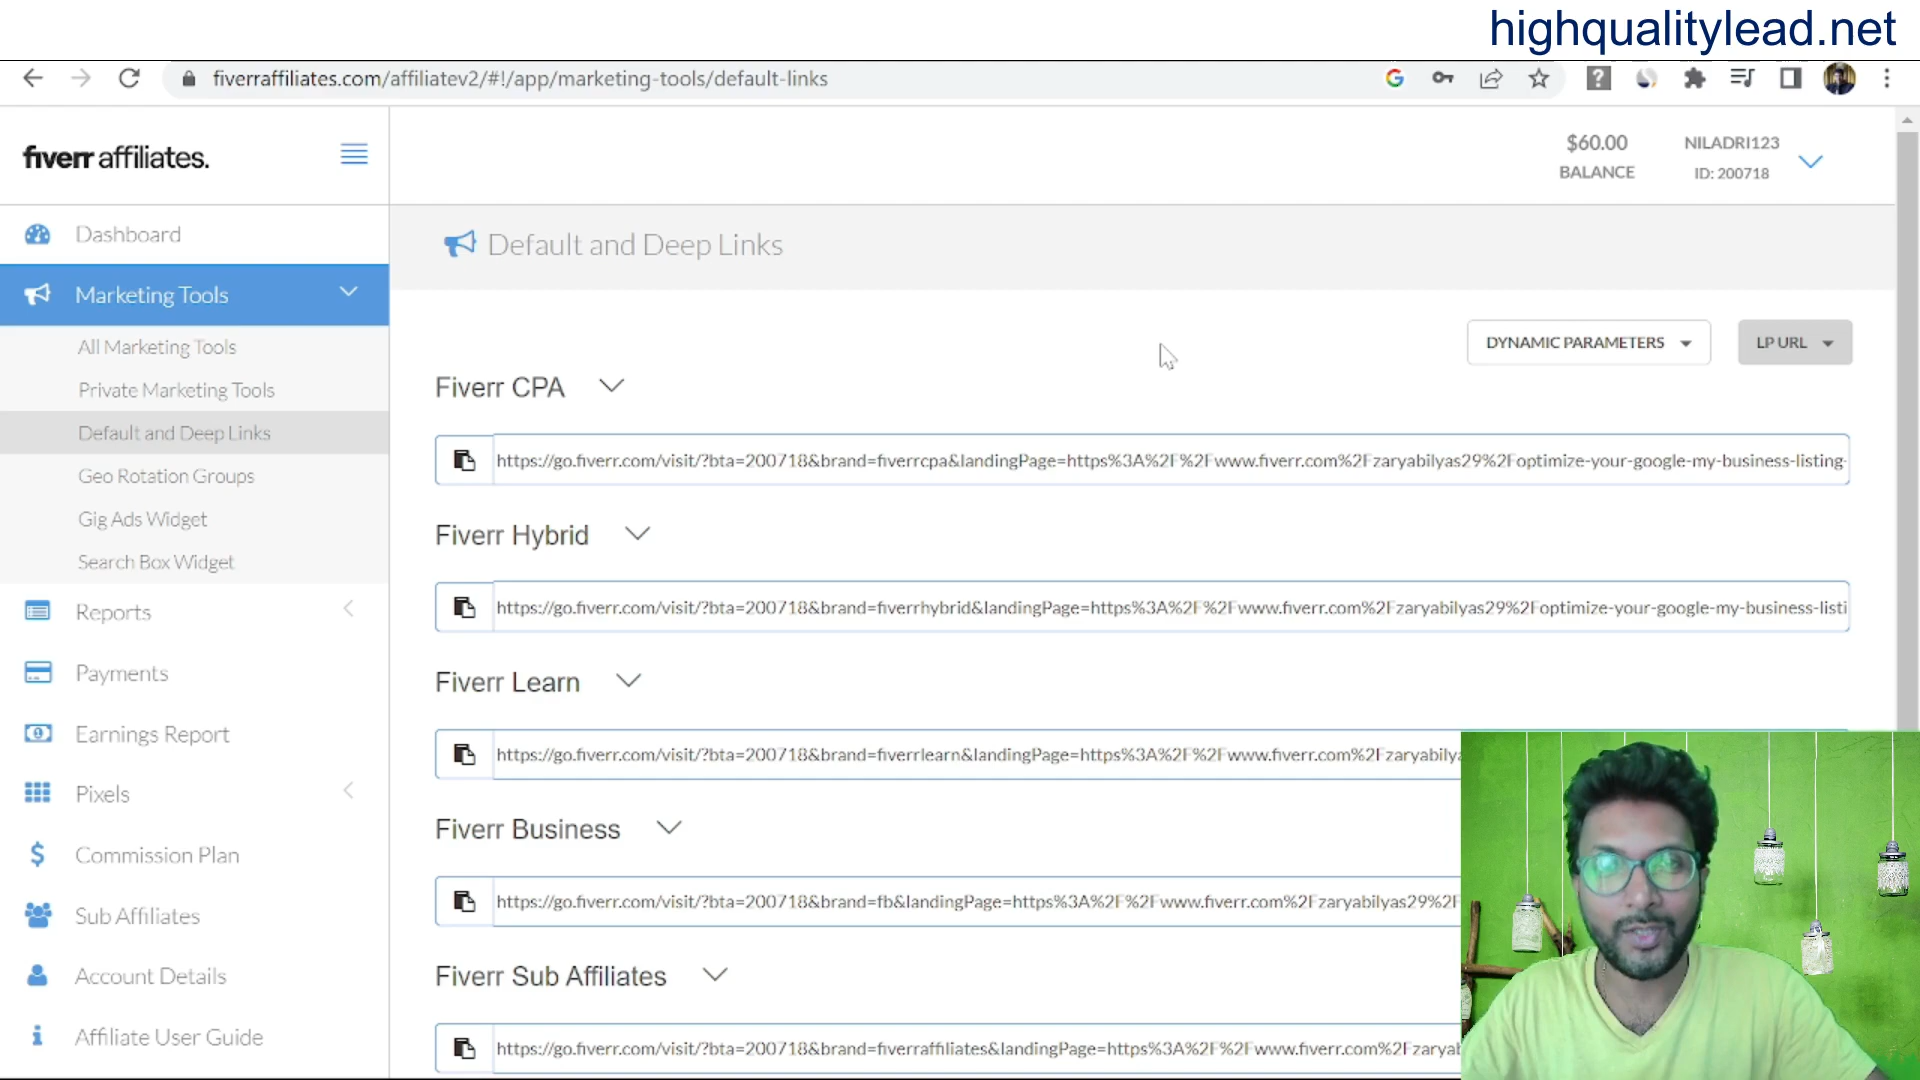 highqualitylead.net
fiverraffiliates.com/affiliatev2/#!/app/marketing-tools/default-links
fiverr affiliates.
$60.00
BALANCE
NILADRI123
ID: 200718
Dashboard
Marketing Tools
All Marketing Tools
Private Marketing Tools
Default and Deep Links
Geo Rotation Groups
Gig Ads Widget
Search Box Widget
Reports
Payments
Earnings Report
Pixels
Commission Plan
Sub Affiliates
Account Details
Affiliate User Guide
Default and Deep Links
DYNAMIC PARAMETERS
LP URL
Fiverr CPA
https://go.fiverr.com/visit/?bta=200718&brand=fiverrcpa&landingPage=https%3A%2F%2Fwww.fiverr.com%2Fzaryabilyas29%2Foptimize-your-google-my-business-listing-
Fiverr Hybrid
https://go.fiverr.com/visit/?bta=200718&brand=fiverrhybrid&landingPage=https%3A%2F%2Fwww.fiverr.com%2Fzaryabilyas29%2Foptimize-your-google-my-business-listi
Fiverr Learn
https://go.fiverr.com/visit/?bta=200718&brand=fiverrlearn&landingPage=https%3A%2F%2Fwww.fiverr.com%2Fzaryabilya
Fiverr Business
https://go.fiverr.com/visit/?bta=200718&brand=fb&landingPage=https%3A%2F%2Fwww.fiverr.com%2Fzaryabilyas29%2F
Fiverr Sub Affiliates
https://go.fiverr.com/visit/?bta=200718&brand=fiverraffiliates&landingPage=https%3A%2F%2Fwww.fiverr.com%2Fzaryab